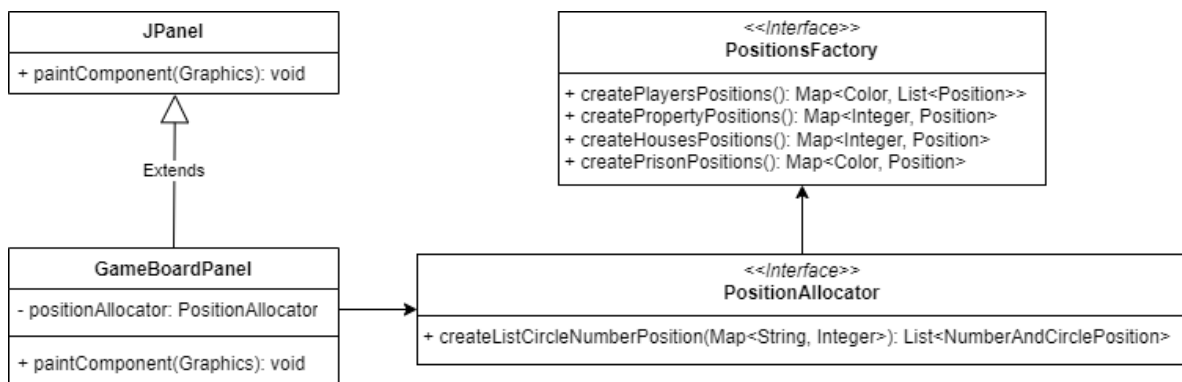 JPanel
+ paintComponent(Graphics): void
Extends
GameBoardPanel
- positionAllocator: PositionAllocator
+ paintComponent(Graphics): void
<<Interface>>
PositionsFactory
+ createPlayersPositions(): Map<Color, List<Position>>
+ createPropertyPositions(): Map<Integer, Position>
+ createHousesPositions(): Map<Integer, Position>
+ createPrisonPositions(): Map<Color, Position>
<<Interface>>
PositionAllocator
+ createListCircleNumberPosition(Map<String, Integer>): List<NumberAndCirclePosition>